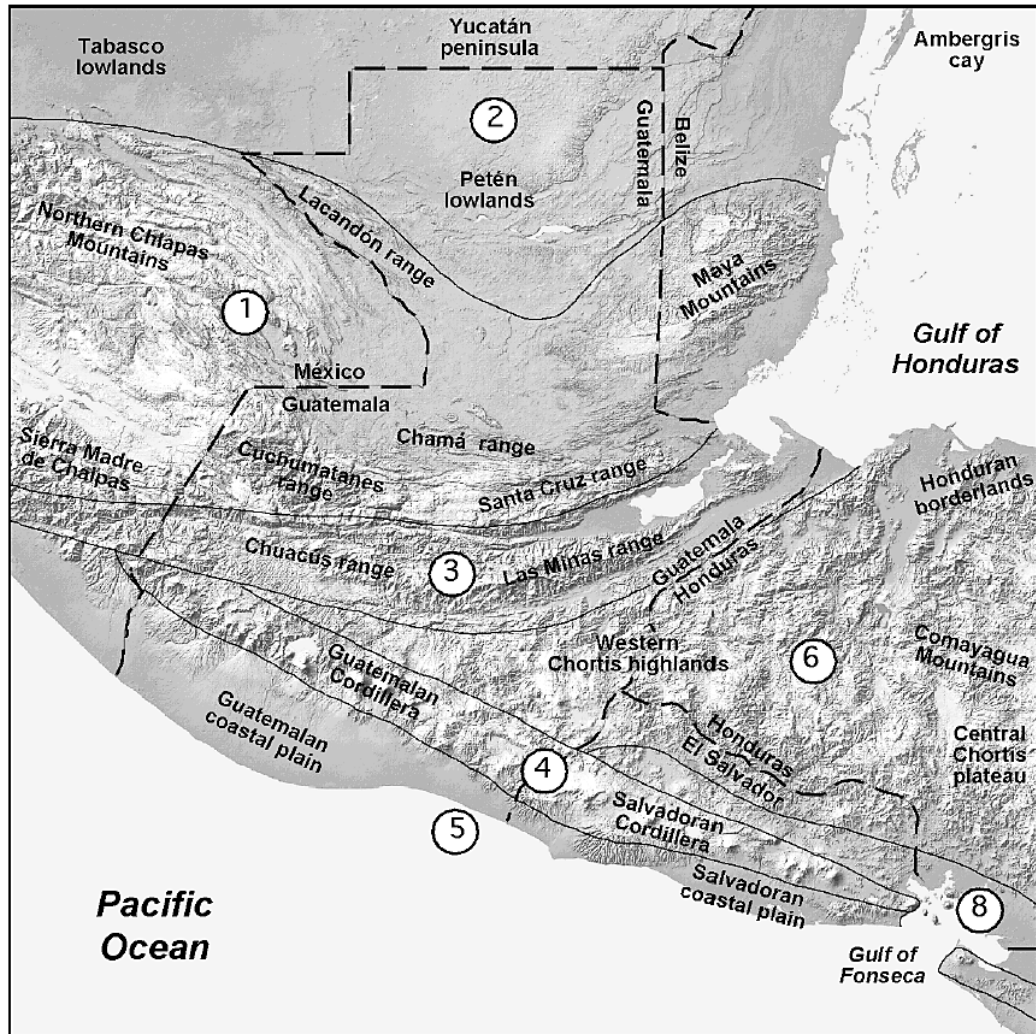 Tabasco
lowlands
Yucatán
peninsula
Ambergris
cay
2
Guatemala
Belize
Petén
lowlands
Lacandón range
Northern Chiapas
Mountains
Maya
Mountains
1
Gulf of
Honduras
México
Guatemala
Chamá range
Sierra Madre
de Chaipas
Cuchumatanes
range
Santa Cruz range
Honduran
borderlands
Chuacús range
3
Las Minas range
Guatemala
Honduras
Western
Chortis highlands
6
Comayagua
Mountains
Guatemalan
Cordillera
Guatemalan
coastal plain
Honduras
El Salvador
Central
Chortis
plateau
4
5
Salvadoran
Cordillera
Salvadoran
coastal plain
Pacific
Ocean
8
Gulf of
Fonseca